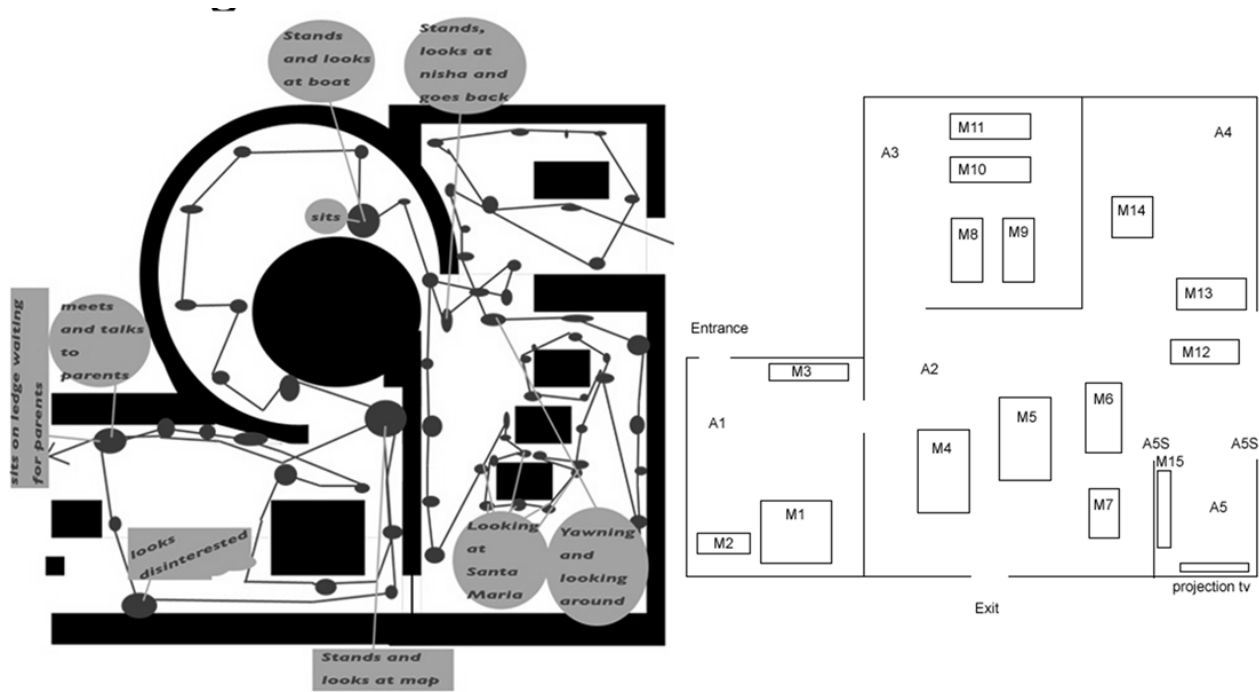 Stands
and looks
at boat
Stands,
looks at
nisha and
goes back
sits
meets
and talks
to
parents
sits on ledge waiting
for parents
looks
disinterested
Looking
at
Santa
Maria
Yawning
and
looking
around
Stands and
looks at map
M11
A3
A4
M10
M14
M8
M9
M13
Entrance
M12
M3
A2
M6
A1
M5
M4
A5S
A5S
M15
M7
A5
M1
M2
projection tv
Exit